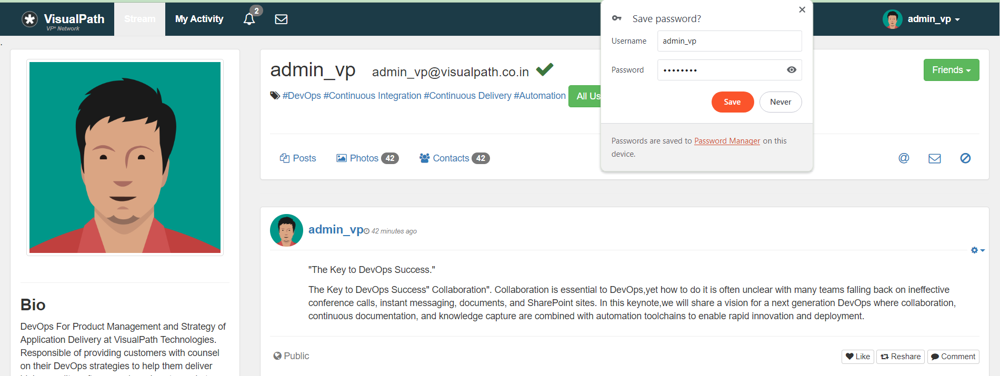 VisualPath
VP* Network
Stream
My Activity
2
admin_vp
.
Save password?
Username
admin_vp
Password
••••••••
Save
Never
Passwords are saved to Password Manager on this
device.
admin_vp admin_vp@visualpath.co.in
Friends
#DevOps #Continuous Integration #Continuous Delivery #Automation All Us
Posts
Photos 42
Contacts 42
@
admin_vp 42 minutes ago
"The Key to DevOps Success."
The Key to DevOps Success" Collaboration". Collaboration is essential to DevOps,yet how to do it is often unclear with many teams falling back on ineffective
conference calls, instant messaging, documents, and SharePoint sites. In this keynote,we will share a vision for a next generation DevOps where collaboration,
continuous documentation, and knowledge capture are combined with automation toolchains to enable rapid innovation and deployment.
Public
Like
Reshare
Comment
Bio
DevOps For Product Management and Strategy of
Application Delivery at VisualPath Technologies.
Responsible of providing customers with counsel
on their DevOps strategies to help them deliver